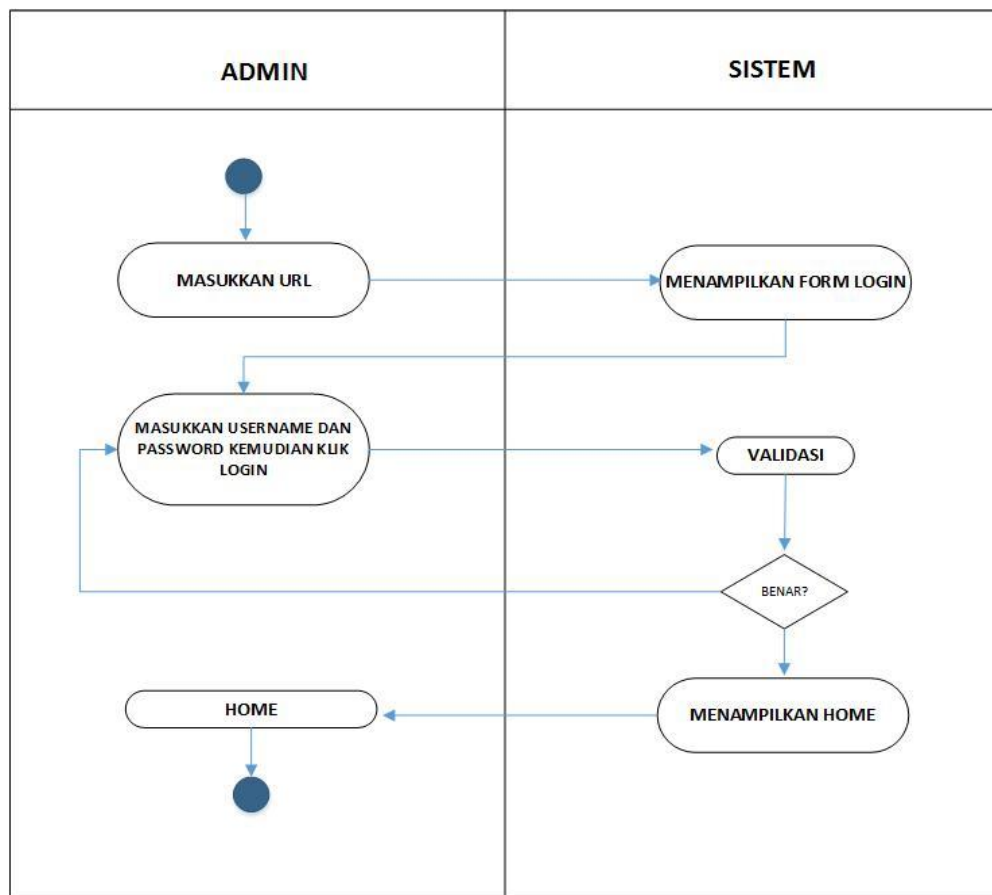 ADMIN
SISTEM
MASUKKAN URL
MENAMPILKAN FORM LOGIN
MASUKKAN USERNAME DAN
PASSWORD KEMUDIAN KLIK
LOGIN
VALIDASI
BENAR?
HOME
MENAMPILKAN HOME